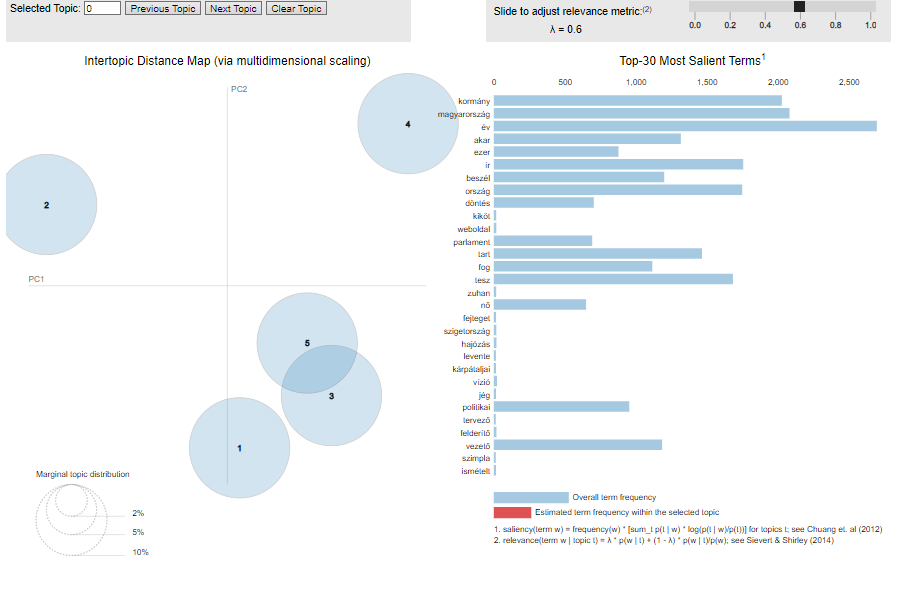 Selected Topic: 0 Previous Topic Next Topic Clear Topic
Slide to adjust relevance metric:(2)
λ = 0.6
0.0 0.2 0.4 0.6 0.8 1.0
Intertopic Distance Map (via multidimensional scaling)
PC2
PC1
4
2
5
3
1
Marginal topic distribution
2%
5%
10%
Top-30 Most Salient Terms1
0 500 1,000 1,500 2,000 2,500
kormány
magyarország
év
akar
ezer
ír
beszél
ország
döntés
kiköt
weboldal
parlament
tart
fog
tesz
zuhan
nő
fejteget
szigetország
hajózás
levente
kárpátaljai
vízió
jég
politikai
tervező
felderítő
vezető
szimpla
ismételt
Overall term frequency
Estimated term frequency within the selected topic
1. saliency(term w) = frequency(w) * [sum_t p(t | w) * log(p(t | w)/p(t))] for topics t; see Chuang et. al (2012)
2. relevance(term w | topic t) = λ * p(w | t) + (1 - λ) * p(w | t)/p(w); see Sievert & Shirley (2014)